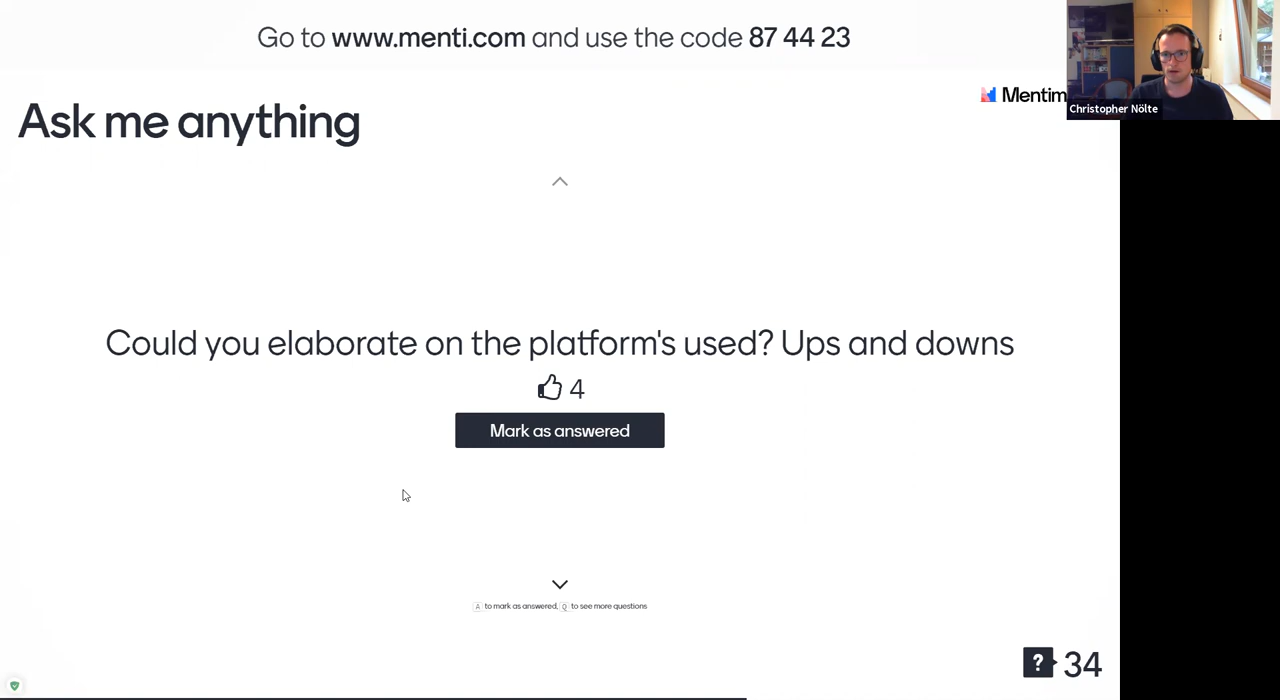 Go to www.menti.com and use the code 87 44 23
Mentim
Christopher Nölte
Ask me anything
Could you elaborate on the platform's used? Ups and downs
4
Mark as answered
A to mark as answered, Q to see more questions
? 34